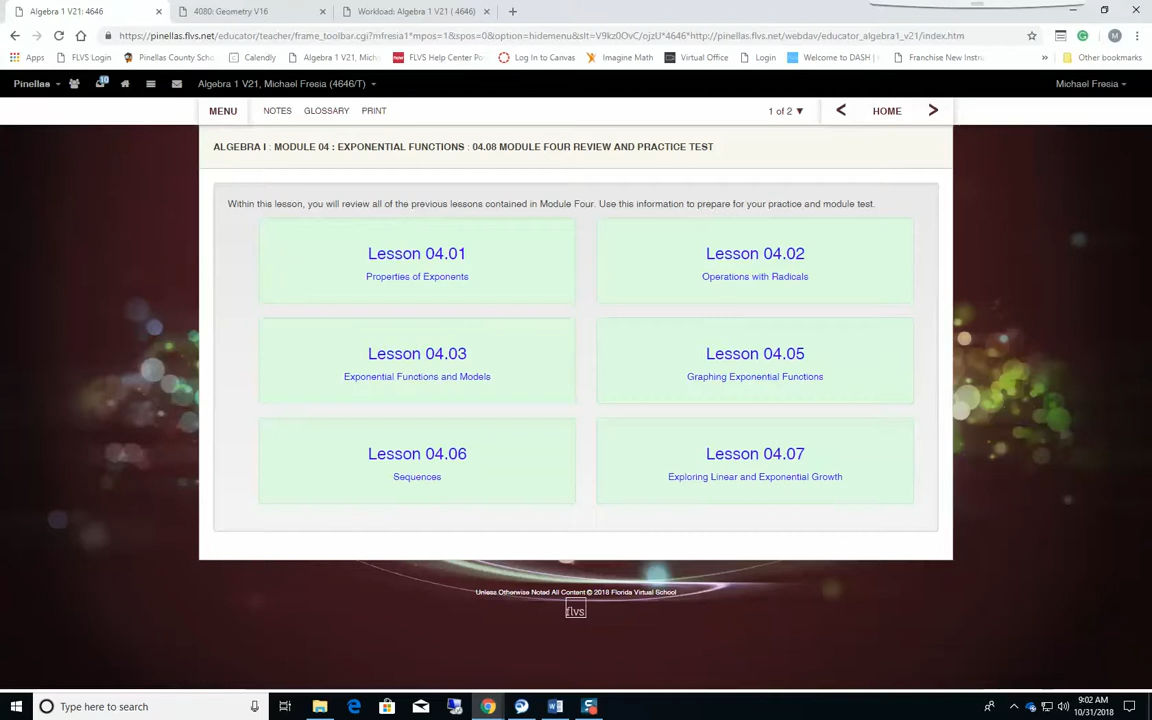 Algebra 1 V21: 4646
4080: Geometry V16
Workload: Algebra 1 V21 ( 4646)
https://pinellas.flvs.net/educator/teacher/frame_toolbar.cgi?mfresia1*mpos=1&spos=0&option=hidemenu&slt=V9kz0OvC/ojzU*4646*http://pinellas.flvs.net/webdav/educator_algebra1_v21/index.htm
Apps
FLVS Login
Pinellas County Scho
Calendly
Algebra 1 V21, Mich
FLVS Help Center Po
Log In to Canvas
Imagine Math
Virtual Office
Login
Welcome to DASH |
Franchise New Instru
» Other bookmarks
Pinellas
10
Algebra 1 V21, Michael Fresia (4646/T)
Michael Fresia
MENU NOTES GLOSSARY PRINT
1 of 2 ▼ < HOME >
ALGEBRA I : MODULE 04 : EXPONENTIAL FUNCTIONS : 04.08 MODULE FOUR REVIEW AND PRACTICE TEST
Within this lesson, you will review all of the previous lessons contained in Module Four. Use this information to prepare for your practice and module test.
Lesson 04.01
Properties of Exponents
Lesson 04.02
Operations with Radicals
Lesson 04.03
Exponential Functions and Models
Lesson 04.05
Graphing Exponential Functions
Lesson 04.06
Sequences
Lesson 04.07
Exploring Linear and Exponential Growth
Unless Otherwise Noted All Content © 2018 Florida Virtual School
flvs
Type here to search
9:02 AM
10/31/2018